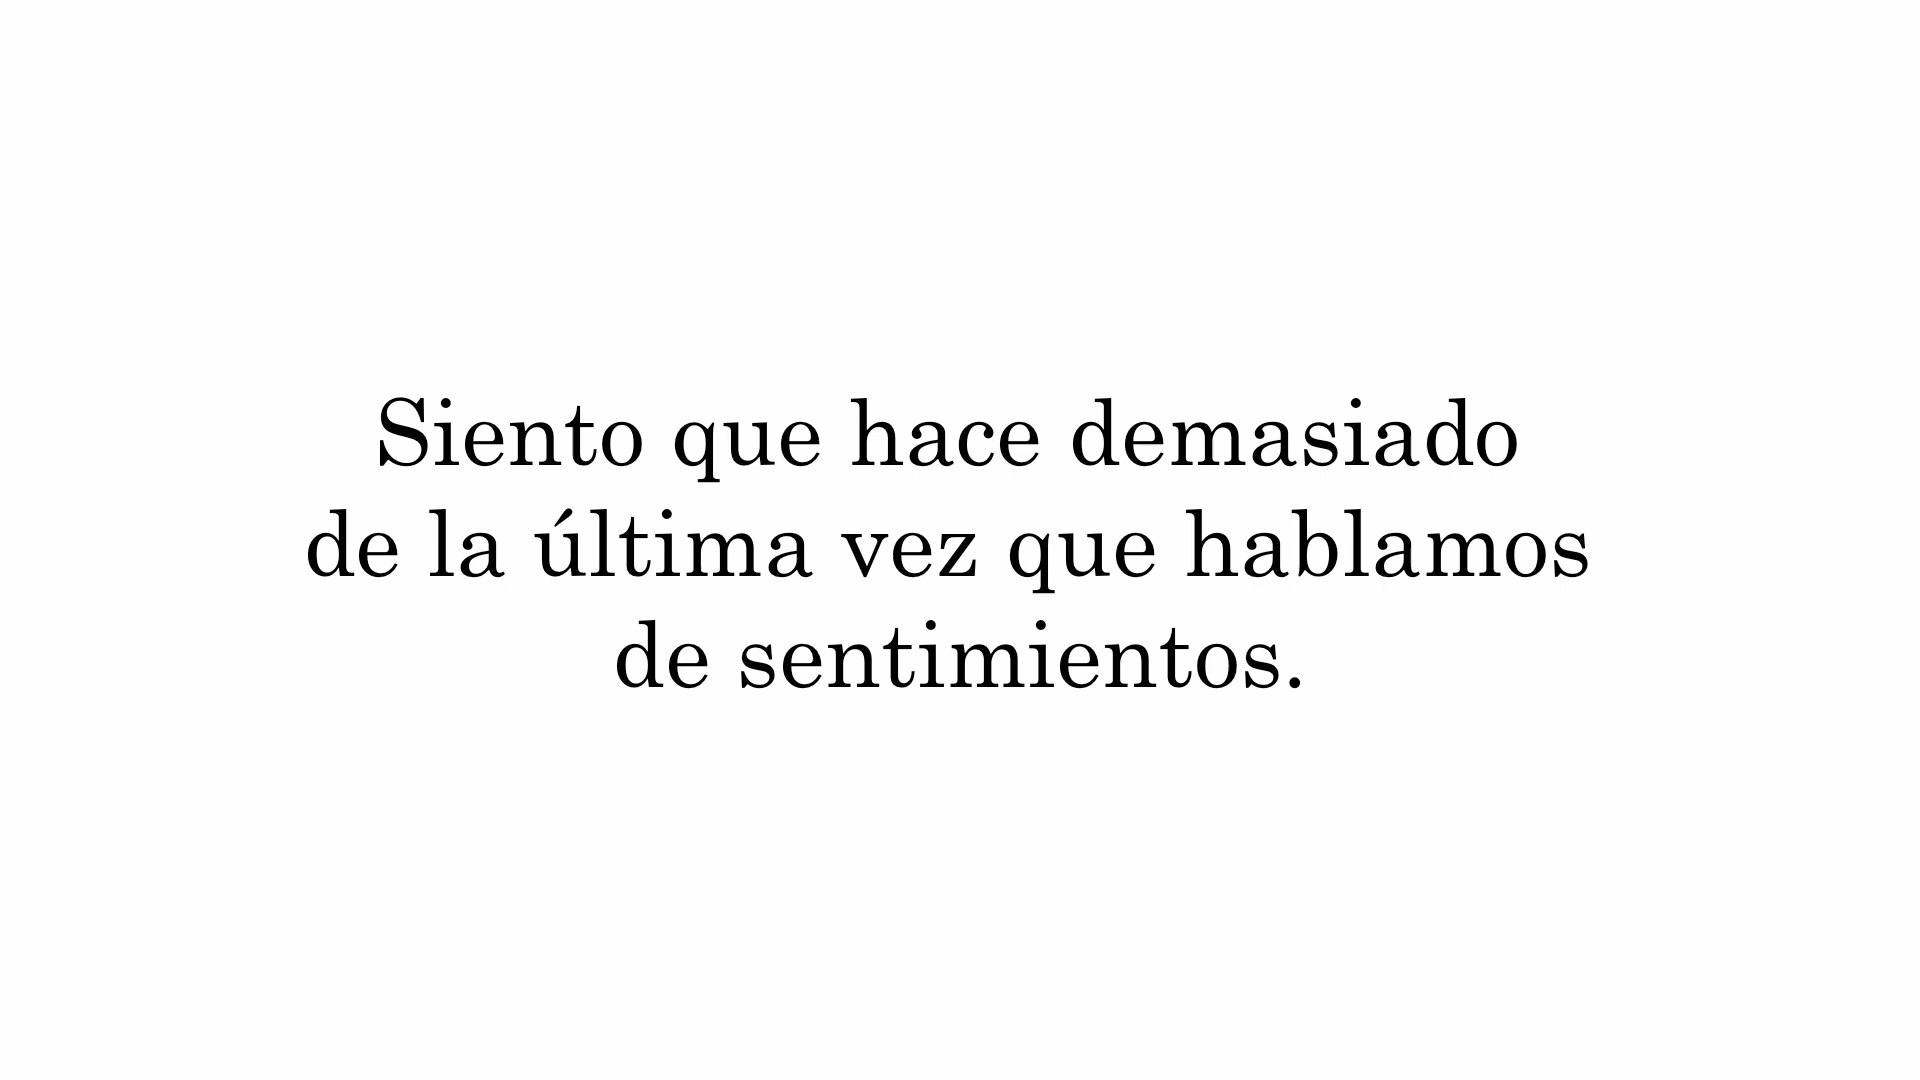 Siento que hace demasiado
de la última vez que hablamos
de sentimientos.